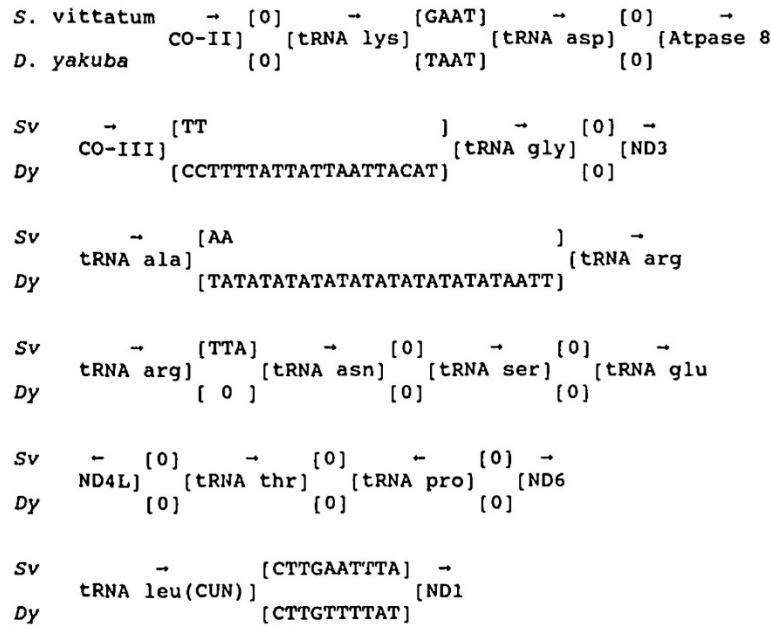 S. vittatum → [0] → [GAAT] → [0] →
CO-II] [tRNA lys] [tRNA asp] [Atpase 8
D. yakuba [0] [TAAT] [0]
Sv → [TT ] → [0] →
CO-III] [tRNA gly] [ND3
Dy [CCTTTTATTATTAATTACAT] [0]
Sv → [AA ] →
tRNA ala] [tRNA arg
Dy [TATATATATATATATATATATATAATT]
Sv → [TTA] → [0] → [0] →
tRNA arg] [tRNA asn] [tRNA ser] [tRNA glu
Dy [ 0 ] [0] [0]
Sv ← [0] → [0] ← [0] →
ND4L] [tRNA thr] [tRNA pro] [ND6
Dy [0] [0] [0]
Sv → [CTTGAATTTA] →
tRNA leu(CUN)] [ND1
Dy [CTTGTTTTAT]